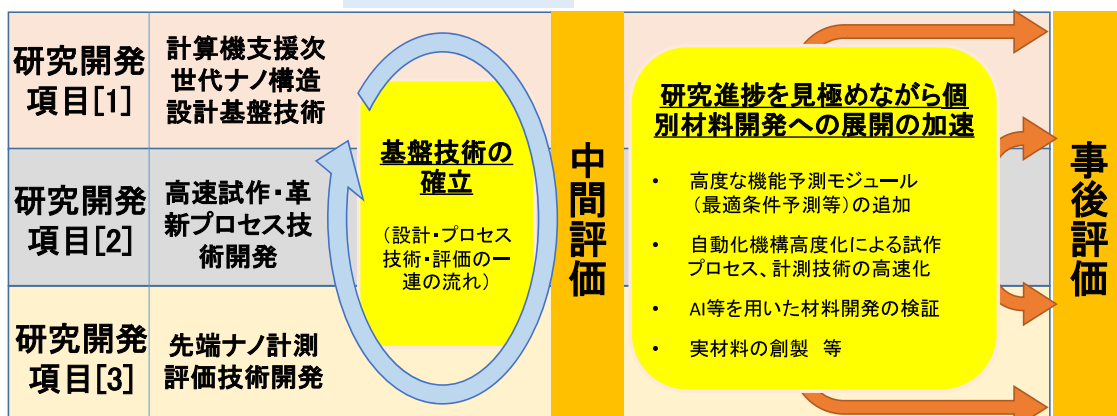 研究開発
項目[1]
計算機支援次
世代ナノ構造
設計基盤技術
研究開発
項目[2]
高速試作・革
新プロセス技
術開発
研究開発
項目[3]
先端ナノ計測
評価技術開発
基盤技術の
確立
（設計・プロセス
技術・評価の一
連の流れ）
中間評価
研究進捗を見極めながら個
別材料開発への展開の加速
• 高度な機能予測モジュール
（最適条件予測等）の追加
• 自動化機構高度化による試作
プロセス、計測技術の高速化
• AI等を用いた材料開発の検証
• 実材料の創製 等
事後評価